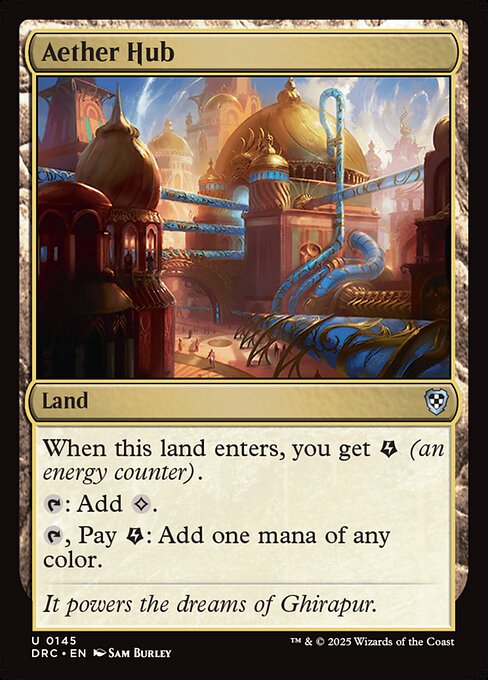 Aether Hub
Land
When this land enters, you get (an
energy counter).
: Add .
, Pay : Add one mana of any
color.
It powers the dreams of Ghirapur.
U 0145
DRC • EN Sam Burley
™ & © 2025 Wizards of the Coast